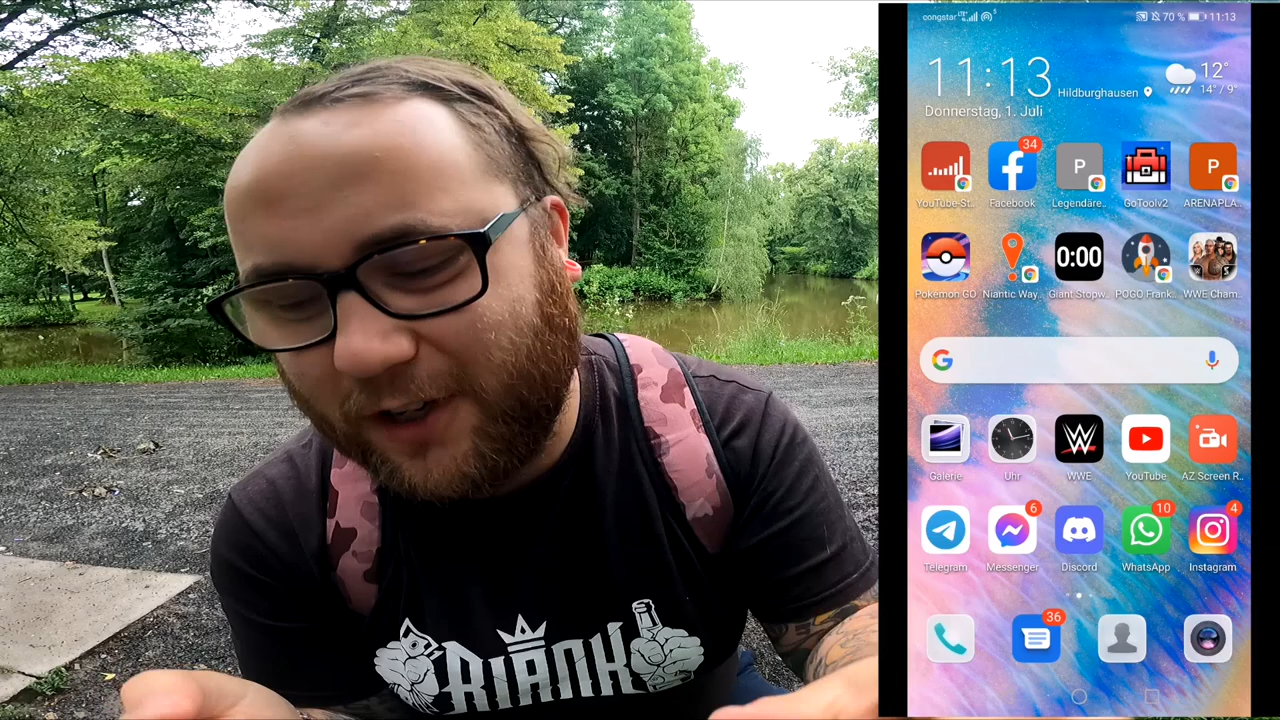 RIANK
congstar
70 %
11:13
11:13
Hildburghausen
12°
14° / 9°
Donnerstag, 1. Juli
34
P
P
YouTube-St..
Facebook
Legendäre..
GoToolv2
ARENAPLA..
0:00
Pokémon GO
Niantic Way..
Giant Stopw..
POGO Frank..
WWE Cham..
G
Galerie
Uhr
WWE
YouTube
AZ Screen R..
6
10
4
Telegram
Messenger
Discord
WhatsApp
Instagram
36